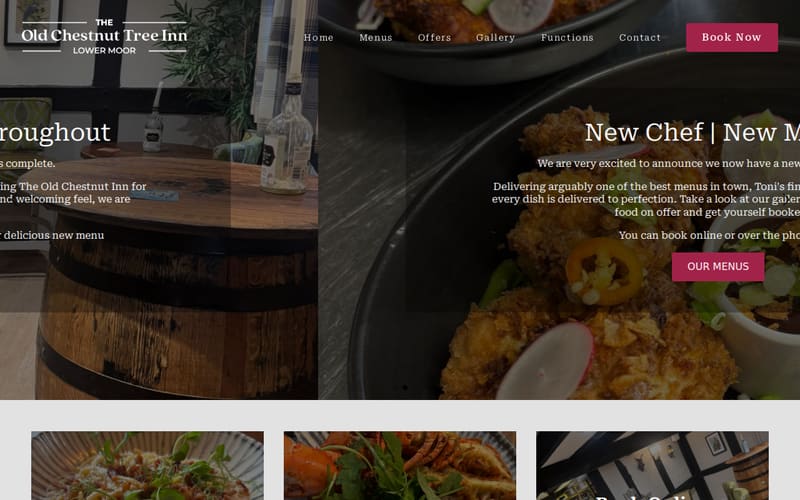 THE
Old Chestnut Tree Inn
LOWER MOOR
Home
Menus
Offers
Gallery
Functions
Contact
Book Now
roughout
s complete.
ing The Old Chestnut Inn for
nd welcoming feel, we are
r delicious new menu
New Chef | New M
We are very excited to announce we now have a new
Delivering arguably one of the best menus in town, Toni's fin
every dish is delivered to perfection. Take a look at our galler
food on offer and get yourself booke
You can book online or over the pho
OUR MENUS